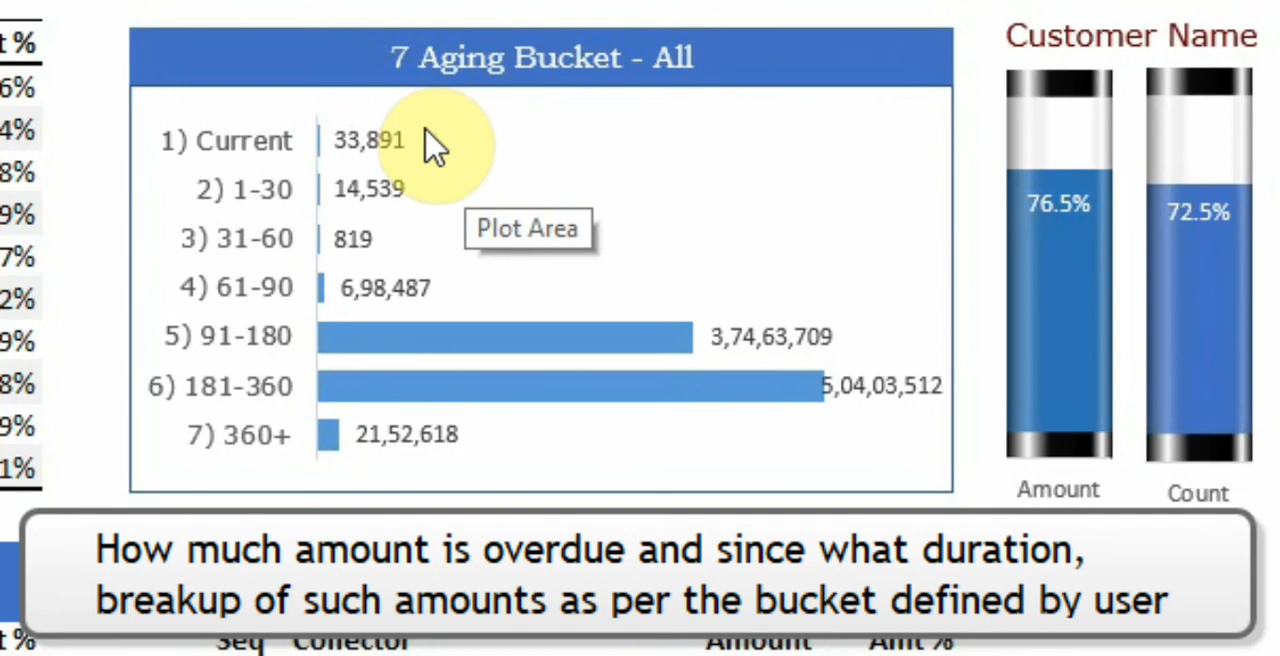 t %
6%
4%
8%
9%
7%
2%
9%
8%
9%
1%
7 Aging Bucket - All
1) Current 33,891
2) 1-30 14,539
3) 31-60 819
4) 61-90 6,98,487
5) 91-180 3,74,63,709
6) 181-360 5,04,03,512
7) 360+ 21,52,618
Plot Area
Customer Name
76.5% 72.5%
Amount Count
How much amount is overdue and since what duration,
breakup of such amounts as per the bucket defined by user
t % Seq Collector Amount Amt %